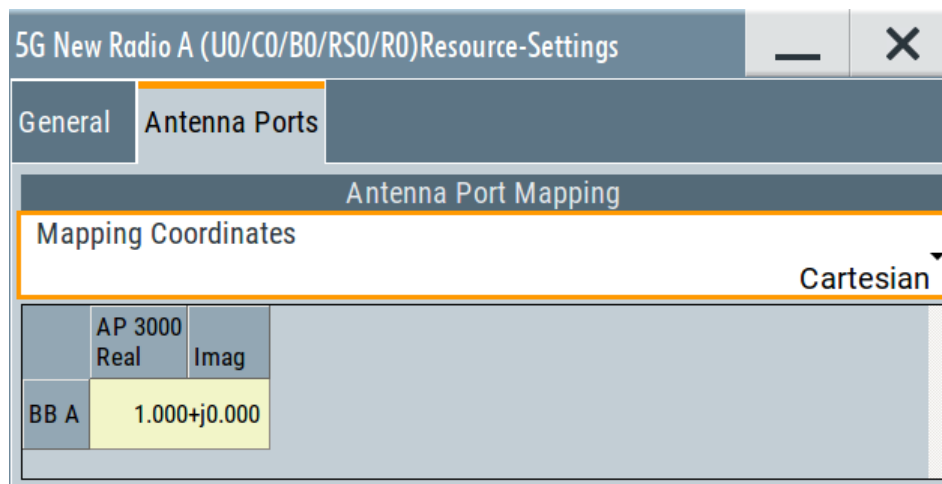 5G New Radio A (U0/C0/B0/RS0/R0)Resource-Settings
General Antenna Ports
Antenna Port Mapping
Mapping Coordinates
Cartesian
AP 3000
Real Imag
BB A 1.000+j0.000